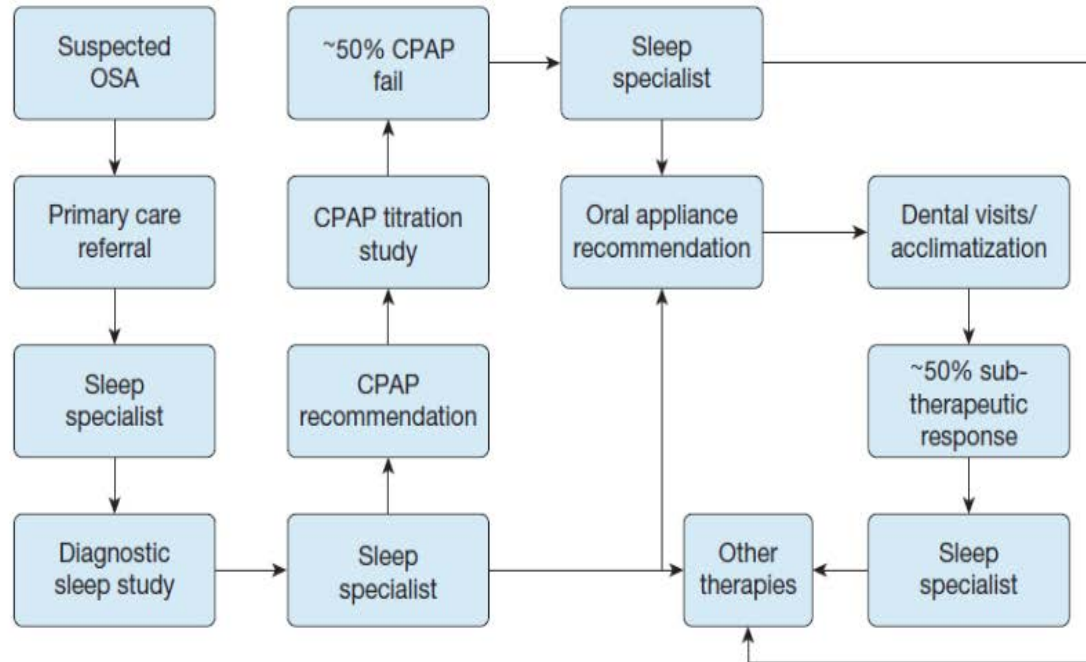 Suspected
OSA
Primary care
referral
Sleep
specialist
Diagnostic
sleep study
~50% CPAP
fail
CPAP titration
study
CPAP
recommendation
Sleep
specialist
Sleep
specialist
Oral appliance
recommendation
Dental visits/
acclimatization
~50% sub-
therapeutic
response
Sleep
specialist
Other
therapies